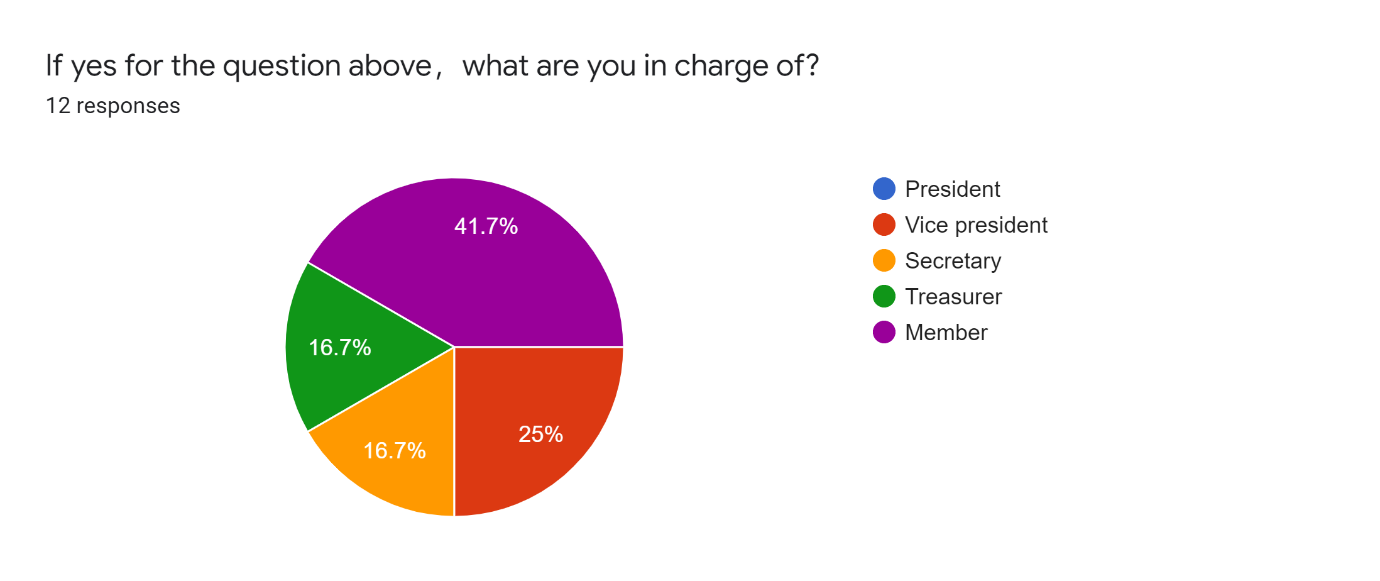 If yes for the question above，what are you in charge of?
12 responses
41.7%
16.7%
16.7%
25%
President
Vice president
Secretary
Treasurer
Member